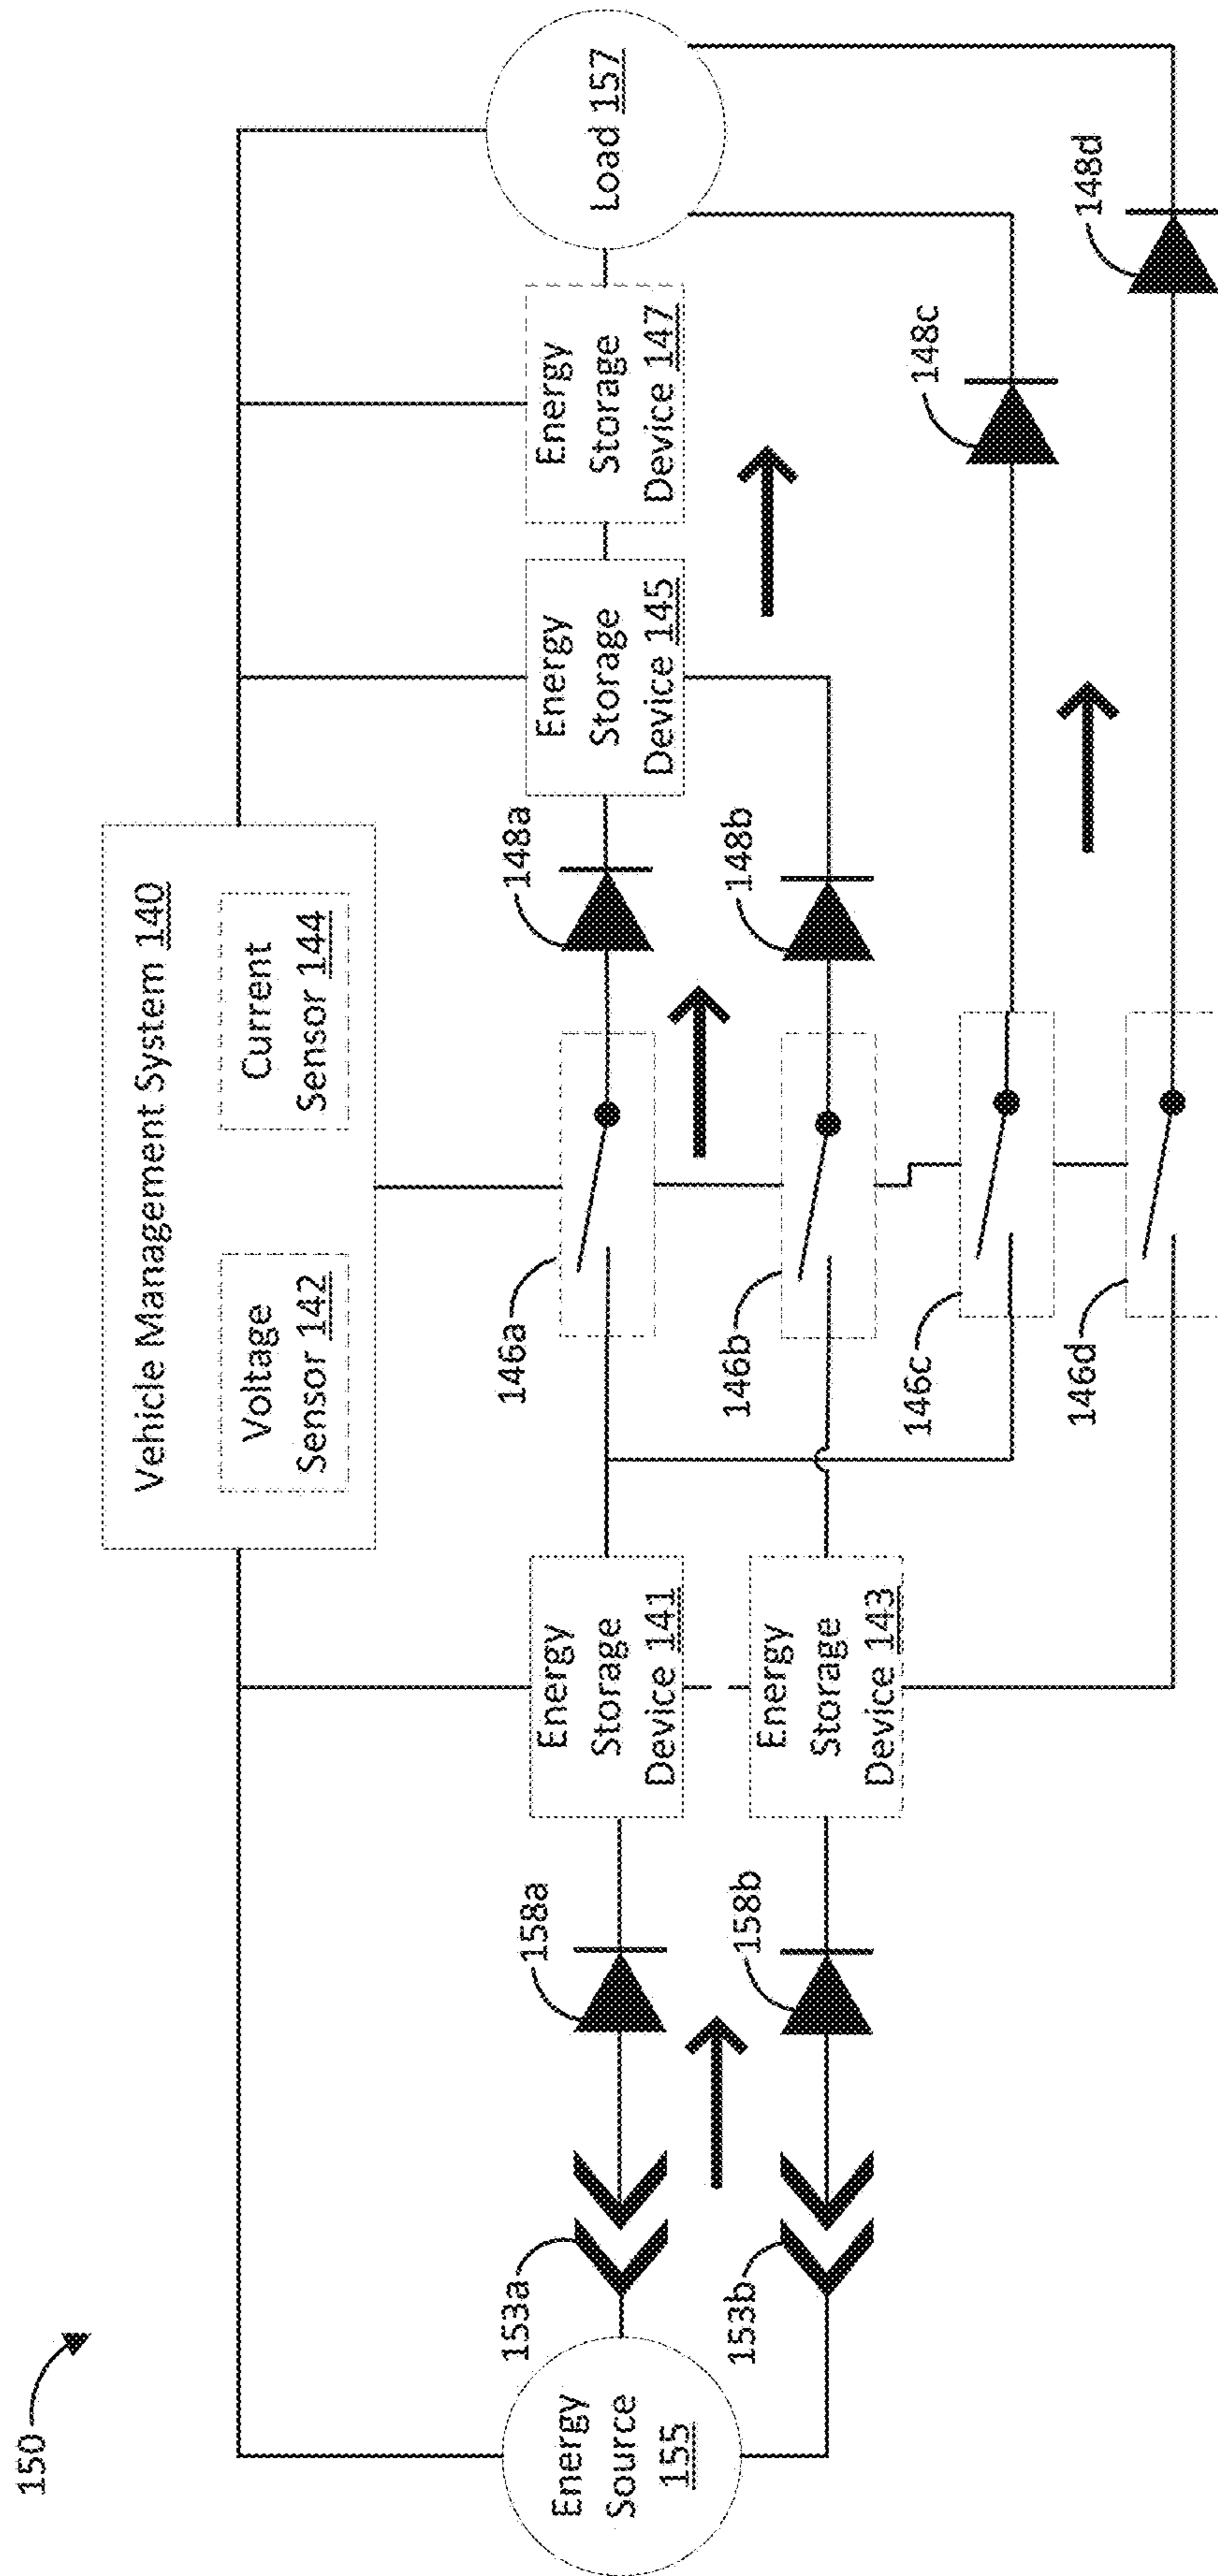 150
Vehicle Management System 140
Voltage
Sensor 142
Current
Sensor 144
Energy
Source
155
153a
153b
158a
158b
Energy
Storage
Device 141
Energy
Storage
Device 143
146a
146b
146c
146d
148a
148b
148c
148d
Energy
Storage
Device 145
Energy
Storage
Device 147
Load 157